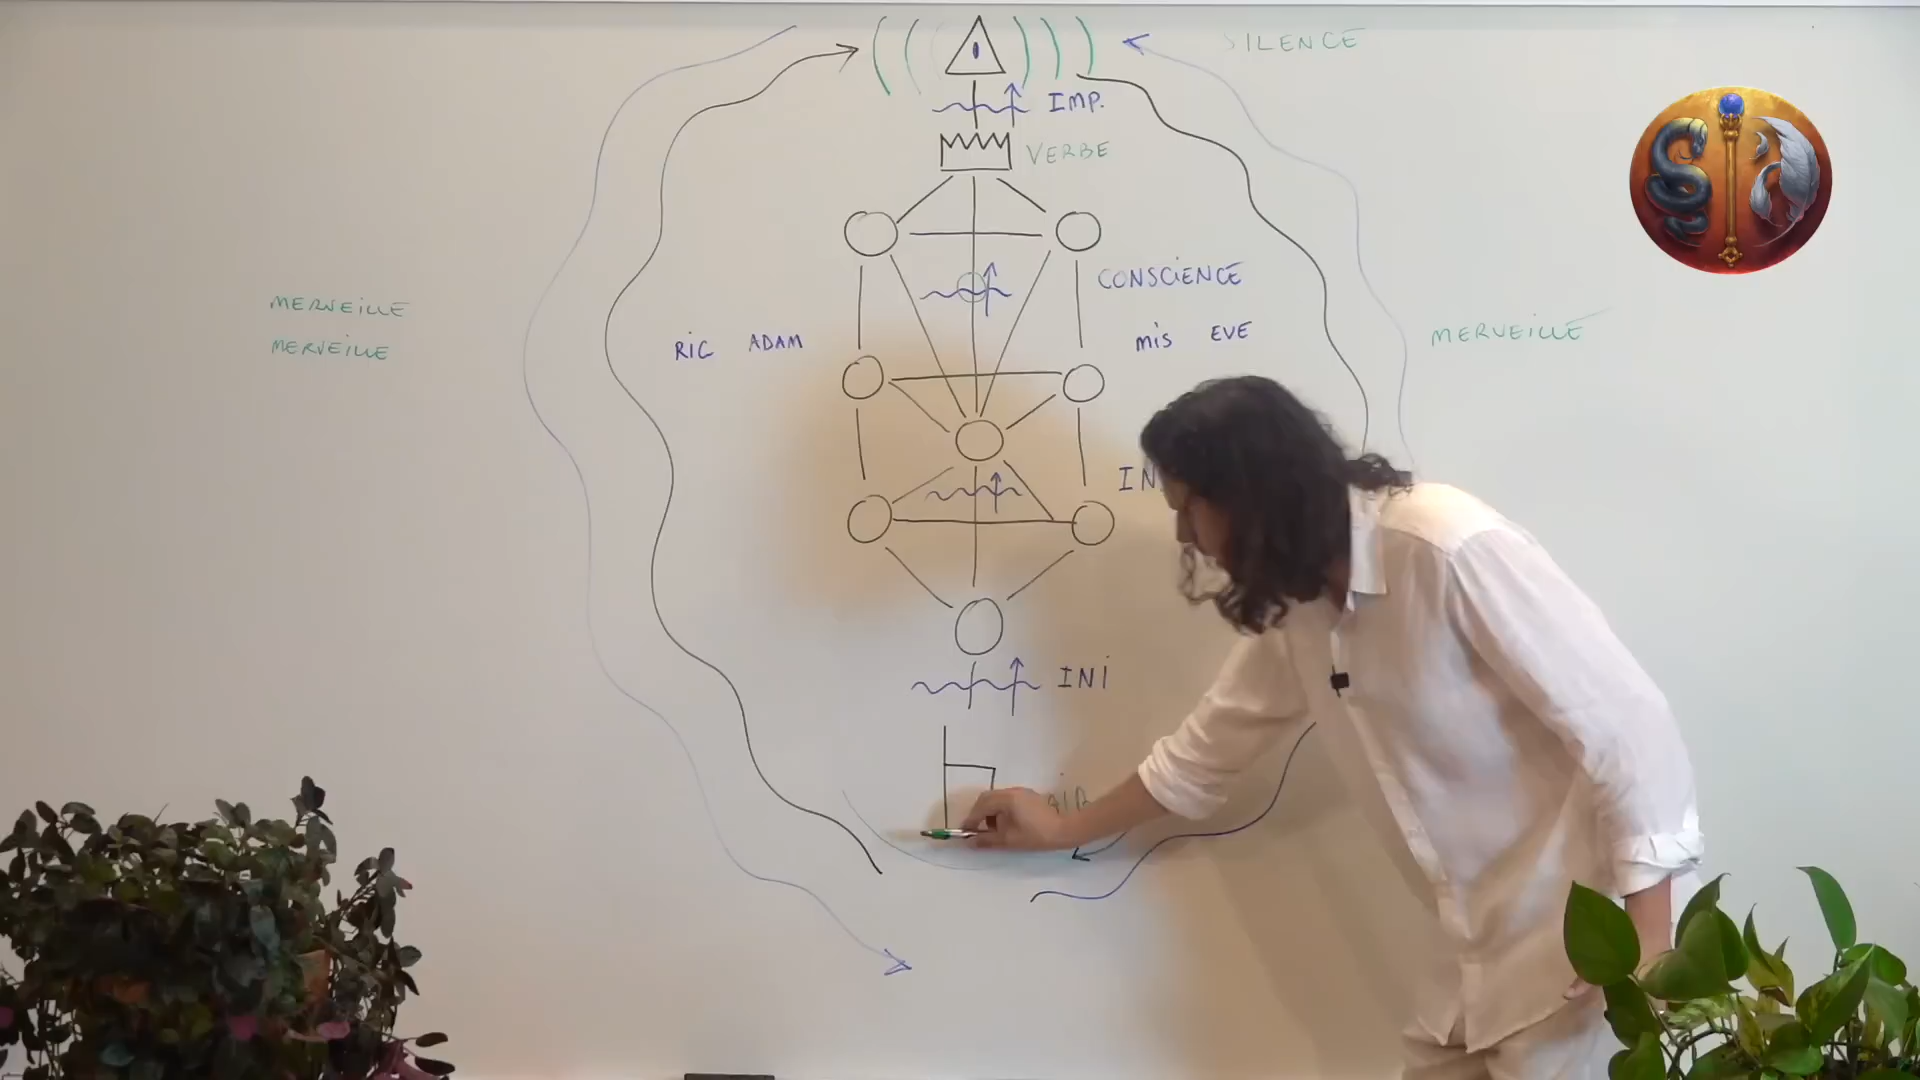 SILENCE
IMP.
VERBE
CONSCIENCE
MERVEILLE
MERVEILLE
RIC ADAM
mis EVE
MERVEILLE
INI